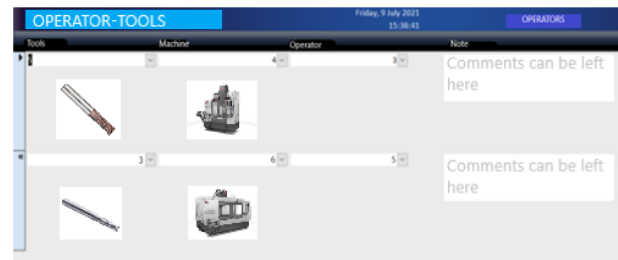 OPERATOR-TOOLS
Friday, 9 July 2021
15:36:41
OPERATORS
Tools Machine Operator Note
4 3
Comments can be left
here
3 6 5
Comments can be left
here